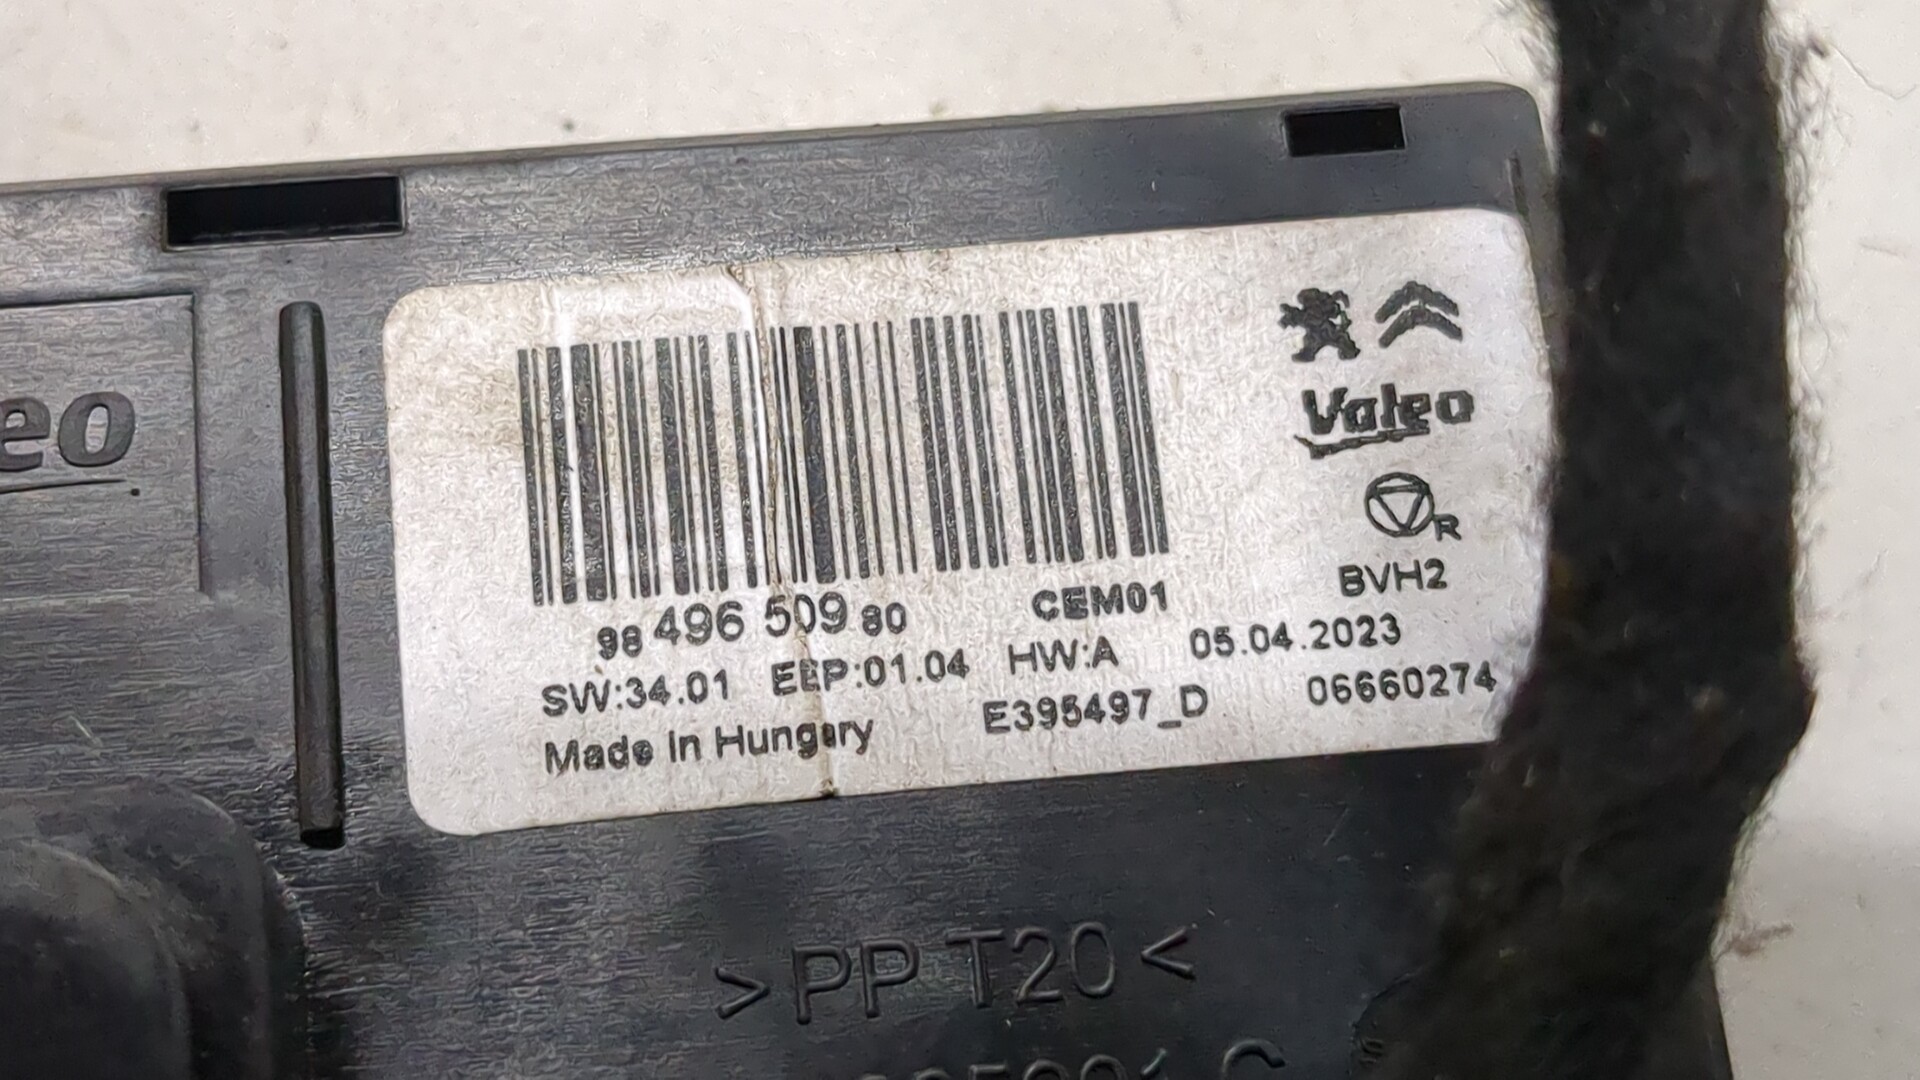 eo
Valeo
R
BVH2
98 496 509 80 CEM01
SW:34.01 EEP:01.04 HW:A 05.04.2023
Made In Hungary E395497_D 06660274
>PP T20<